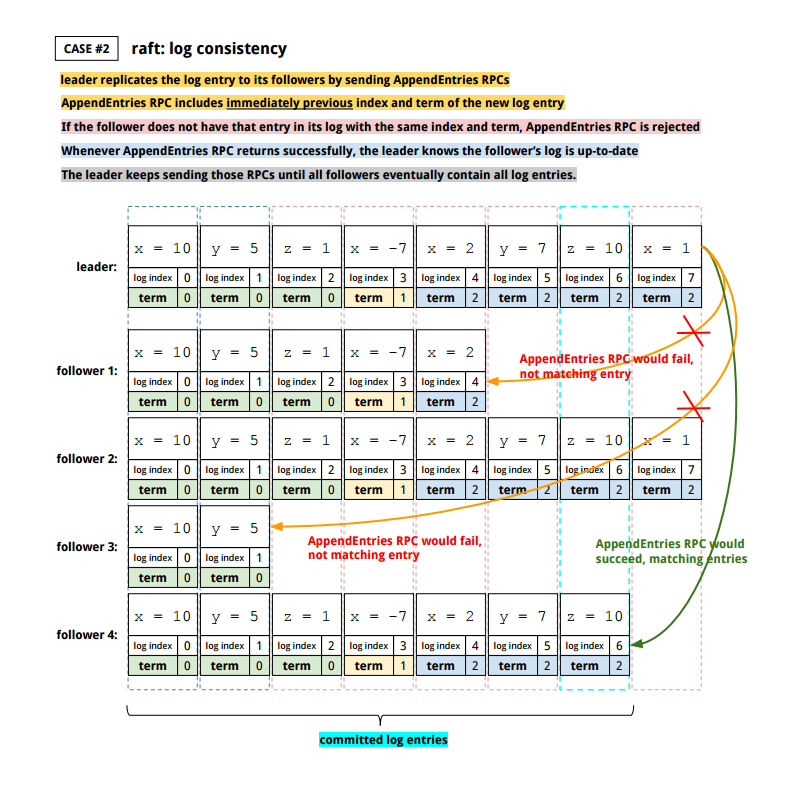 CASE #2 raft: log consistency
leader replicates the log entry to its followers by sending AppendEntries RPCs
AppendEntries RPC includes immediately previous index and term of the new log entry
If the follower does not have that entry in its log with the same index and term, AppendEntries RPC is rejected
Whenever AppendEntries RPC returns successfully, the leader knows the follower's log is up-to-date
The leader keeps sending those RPCs until all followers eventually contain all log entries.
leader:
x = 10 y = 5 z = 1 x = -7 x = 2 y = 7 z = 10 x = 1
log index 0 log index 1 log index 2 log index 3 log index 4 log index 5 log index 6 log index 7
term 0 term 0 term 0 term 1 term 2 term 2 term 2 term 2
follower 1:
x = 10 y = 5 z = 1 x = -7 x = 2
log index 0 log index 1 log index 2 log index 3 log index 4
term 0 term 0 term 0 term 1 term 2
AppendEntries RPC would fail,
not matching entry
follower 2:
x = 10 y = 5 z = 1 x = -7 x = 2 y = 7 z = 10 x = 1
log index 0 log index 1 log index 2 log index 3 log index 4 log index 5 log index 6 log index 7
term 0 term 0 term 0 term 1 term 2 term 2 term 2 term 2
follower 3:
x = 10 y = 5
log index 0 log index 1
term 0 term 0
AppendEntries RPC would fail,
not matching entry
AppendEntries RPC would
succeed, matching entries
follower 4:
x = 10 y = 5 z = 1 x = -7 x = 2 y = 7 z = 10
log index 0 log index 1 log index 2 log index 3 log index 4 log index 5 log index 6
term 0 term 0 term 0 term 1 term 2 term 2 term 2
committed log entries